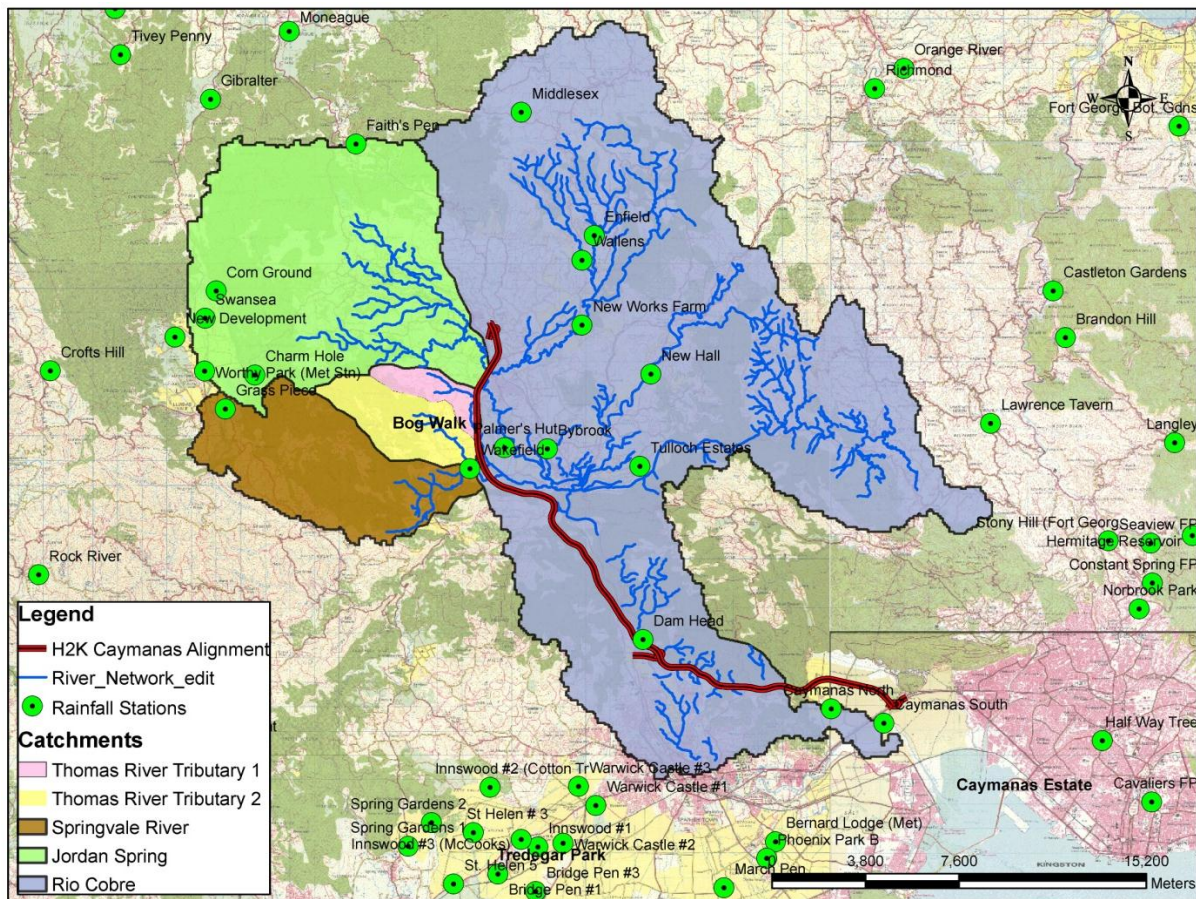 Moneague
Tivey Penny
Orange River
Richmond
Gibralter
Middlesex
N
W E
S
Fort George Bot. Gdns
Faith's Pen
Enfield
Wallens
Corn Ground
Swansea
New Development
Castleton Gardens
New Works Farm
Brandon Hill
Crofts Hill
Charm Hole
Worthy Park (Met Stn)
Grass Piece
New Hall
Lawrence Tavern
Langley
Bog Walk
Palmer's Hut
Bybrook
Wakefield
Tulloch Estates
Stony Hill (Fort Georg
Seaview FP
Hermitage Reservoir
Rock River
Constant Spring FP
Norbrook Park
Dam Head
Caymanas North
Caymanas South
Half Way Tree
Innswood #2 (Cotton Tr
Warwick Castle #3
Warwick Castle #1
Caymanas Estate
Cavaliers FP
Spring Gardens 2
St Helen # 3
Spring Gardens 1
Innswood #1
Innswood #3 (McCooks)
Warwick Castle #2
Bernard Lodge (Met)
Phoenix Park B
Tredegar Park
St. Helen 5
Bridge Pen #3
Bridge Pen #1
March Pen
KINGSTON
3,800 7,600 15,200
Meters
Legend
H2K Caymanas Alignment
River_Network_edit
Rainfall Stations
Catchments
Thomas River Tributary 1
Thomas River Tributary 2
Springvale River
Jordan Spring
Rio Cobre